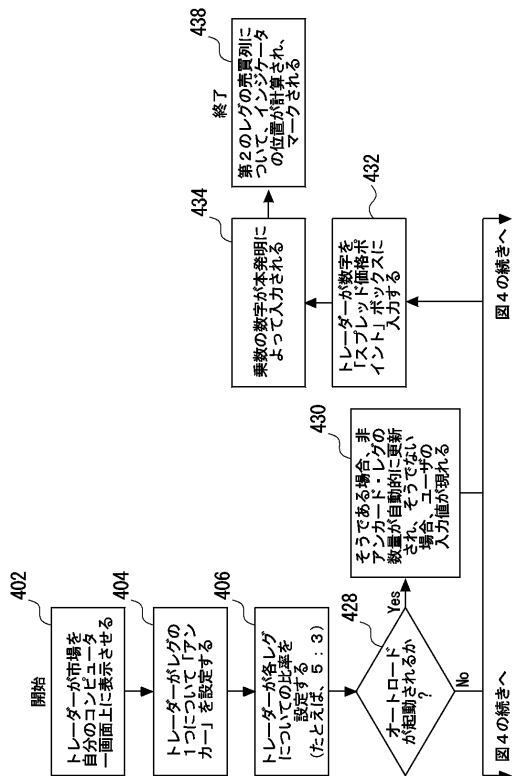 開始
402
トレーダーが市場を
自分のコンピュータ
ー画面上に表示させる
404
トレーダーがレグの
1つについて「アン
カー」を設定する
406
トレーダーが各レグ
についての比率を
設定する
(たとえば、5:3)
428
オートロード
が起動されるか
?
Yes
No
図4の続きへ
430
そうである場合、非
アンカード・レグの
数量が自動的に更新
され、そうでない
場合、ユーザの
入力値が現れる
図4の続きへ
432
トレーダーが数字を
「スプレッド価格ポ
イント」ボックスに
入力する
434
乗数の数字が本発明に
よって入力される
終了
438
第2のレグの売買列に
ついて、インジケータ
の位置が計算され、
マークされる